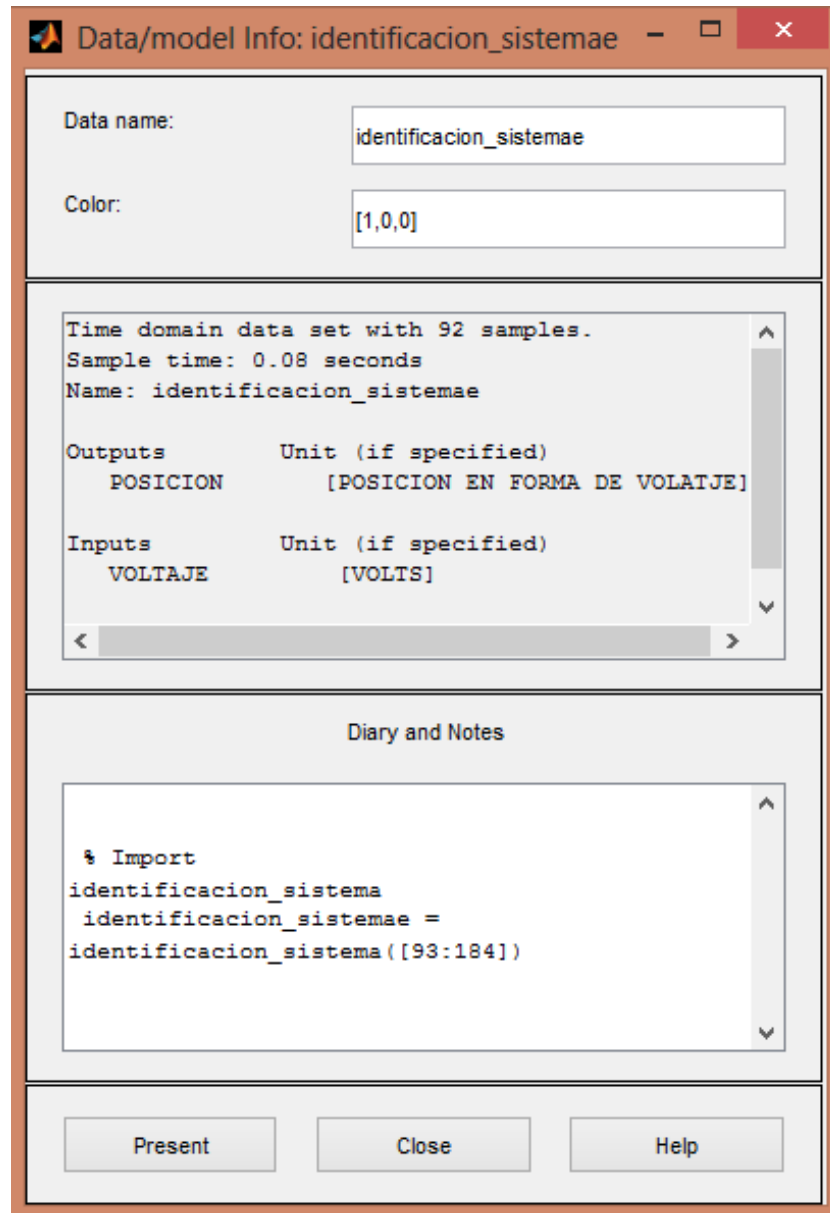 Data/model Info: identificacion_sistemae
Data name:
identificacion_sistemae
Color:
[1,0,0]
Time domain data set with 92 samples.
Sample time: 0.08 seconds
Name: identificacion_sistemae
Outputs Unit (if specified)
POSICION [POSICION EN FORMA DE VOLATJE]
Inputs Unit (if specified)
VOLTAJE [VOLTS]
Diary and Notes
% Import
identificacion_sistema
identificacion_sistemae =
identificacion_sistema([93:184])
Present Close Help